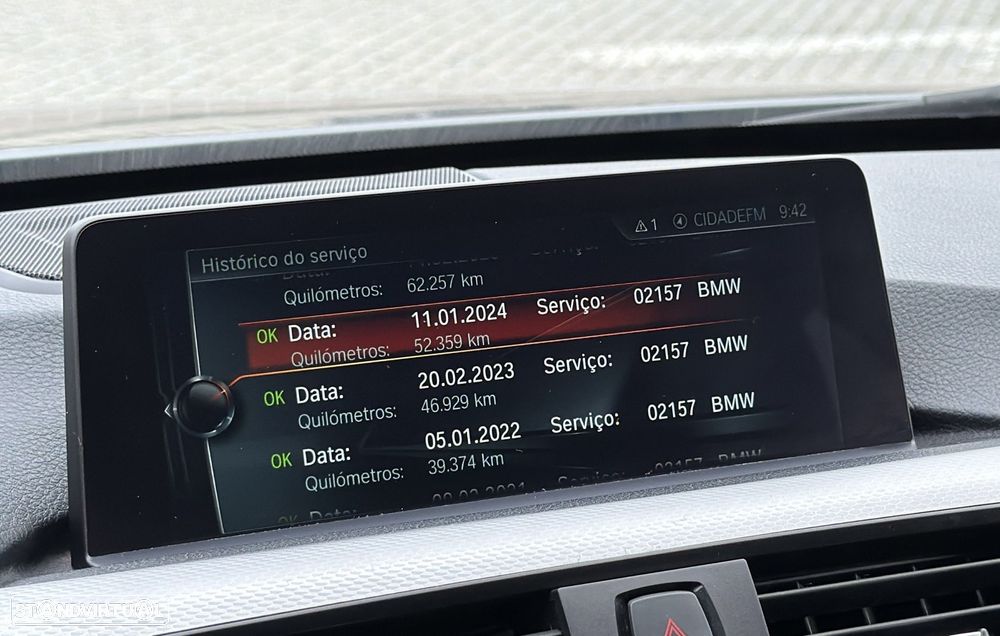 1 CIDADEFM 9:42
Histórico do serviço
Quilómetros: 62.257 km
OK Data: 11.01.2024 Serviço: 02157 BMW
Quilómetros: 52.359 km
OK Data: 20.02.2023 Serviço: 02157 BMW
Quilómetros: 46.929 km
OK Data: 05.01.2022 Serviço: 02157 BMW
Quilómetros: 39.374 km
STANDVIRTUAL